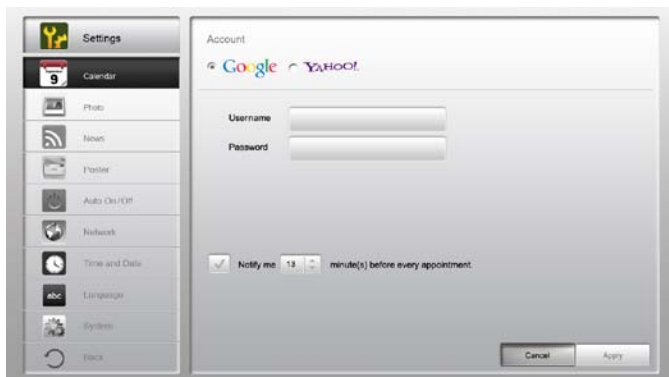 Settings
Calendar
9
Photo
News
Poster
Auto On/Off
Network
Time and Date
abc
Language
System
Back
Account
Google YAHOO!
Username
Password
Notify me 13 minute(s) before every appointment.
Cancel Apply